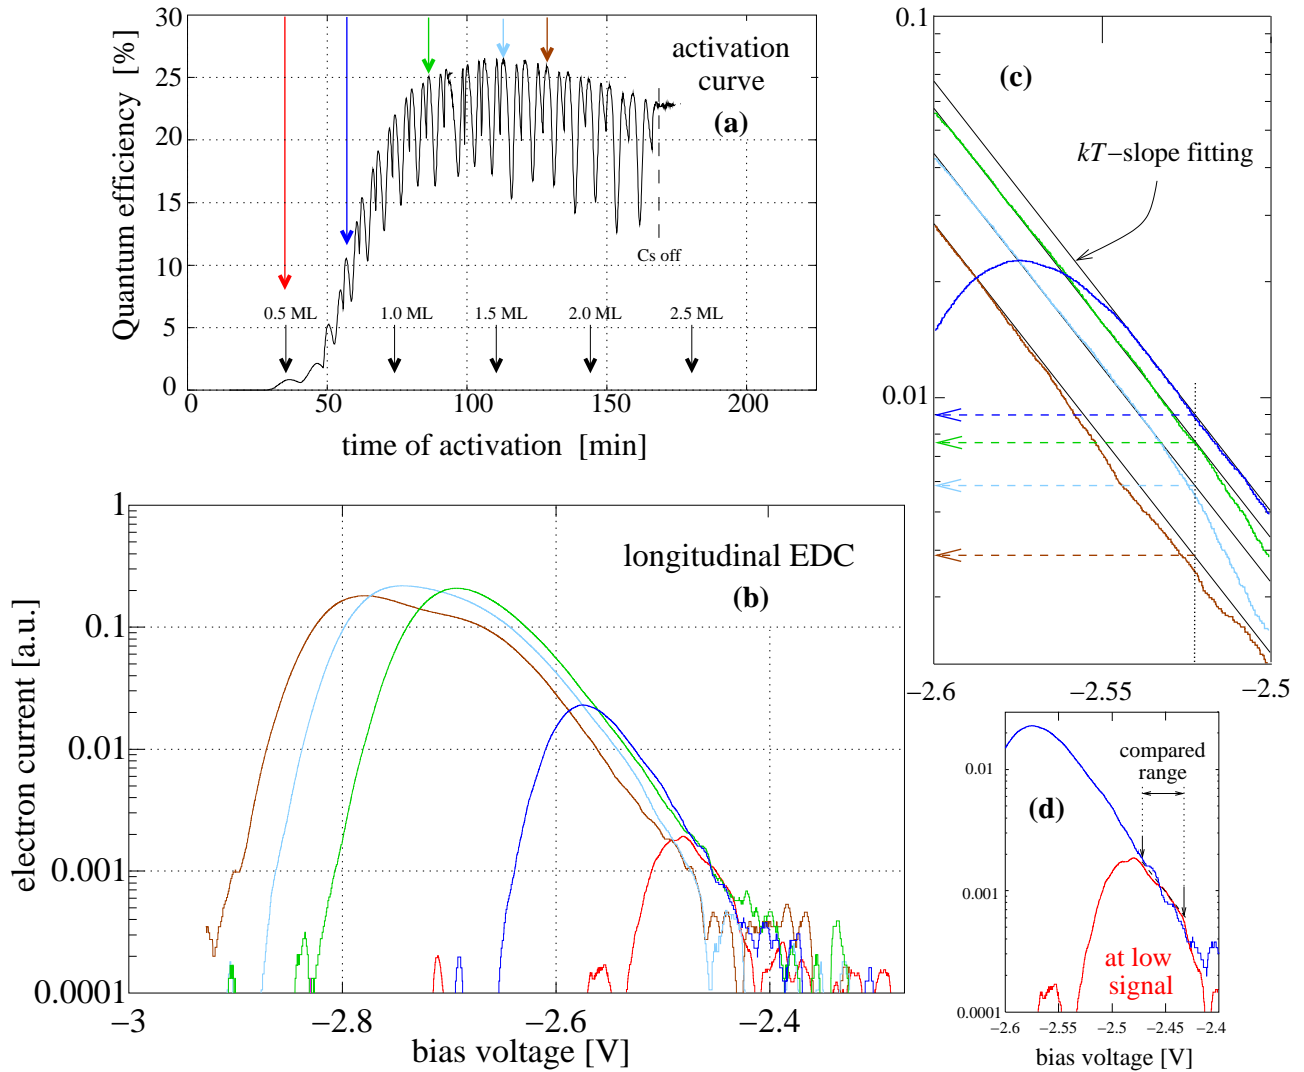 30
25
20
15
10
5
0
Quantum efficiency [%]
activation
curve
(a)
Cs off
0.5 ML
1.0 ML
1.5 ML
2.0 ML
2.5 ML
0
50
100
150
200
time of activation [min]
1
0.1
0.01
0.001
0.0001
electron current [a.u.]
longitudinal EDC
(b)
−3
−2.8
−2.6
−2.4
bias voltage [V]
0.1
(c)
kT−slope fitting
0.01
−2.6
−2.55
−2.5
compared
range
0.01
(d)
0.001
at low
signal
0.0001
−2.6
−2.55
−2.5
−2.45
−2.4
bias voltage [V]